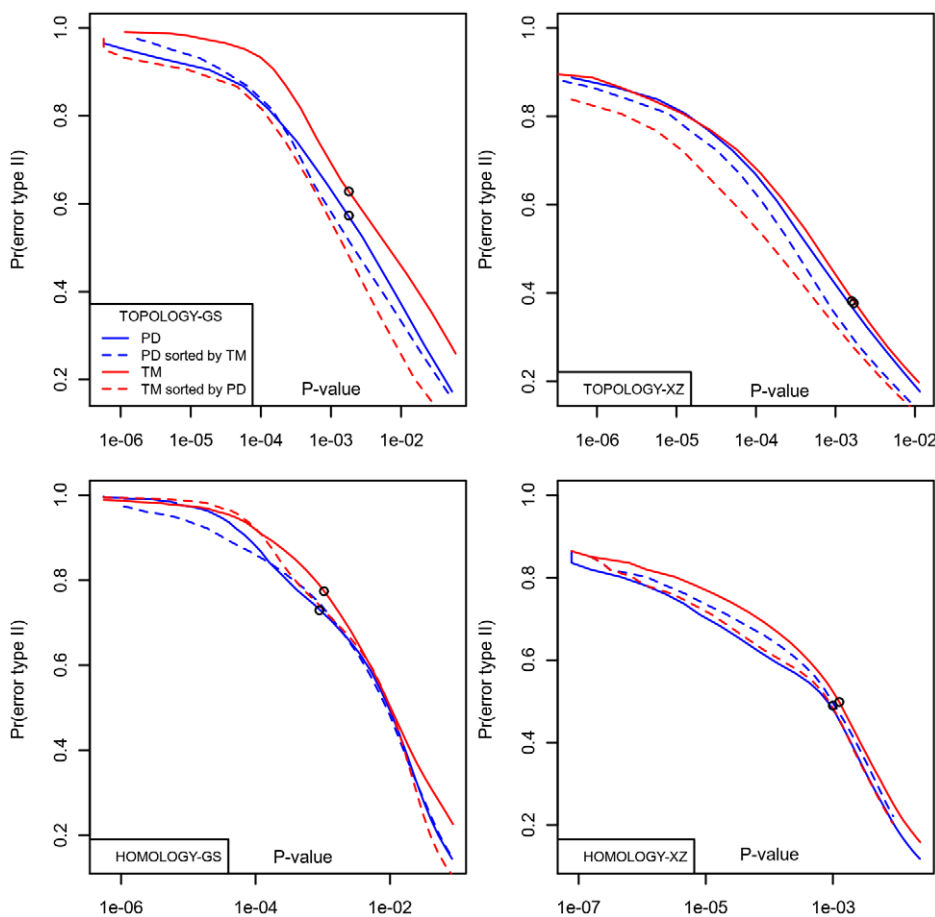 Pr(error type II)
1.0
0.8
0.6
0.4
0.2
TOPOLOGY-GS
PD
PD sorted by TM
TM
TM sorted by PD
P-value
1e-06 1e-05 1e-04 1e-03 1e-02
Pr(error type II)
1.0
0.8
0.6
0.4
0.2
TOPOLOGY-XZ
P-value
1e-06 1e-05 1e-04 1e-03 1e-02
Pr(error type II)
1.0
0.8
0.6
0.4
0.2
HOMOLOGY-GS
P-value
1e-06 1e-04 1e-02
Pr(error type II)
1.0
0.8
0.6
0.4
0.2
HOMOLOGY-XZ
P-value
1e-07 1e-05 1e-03